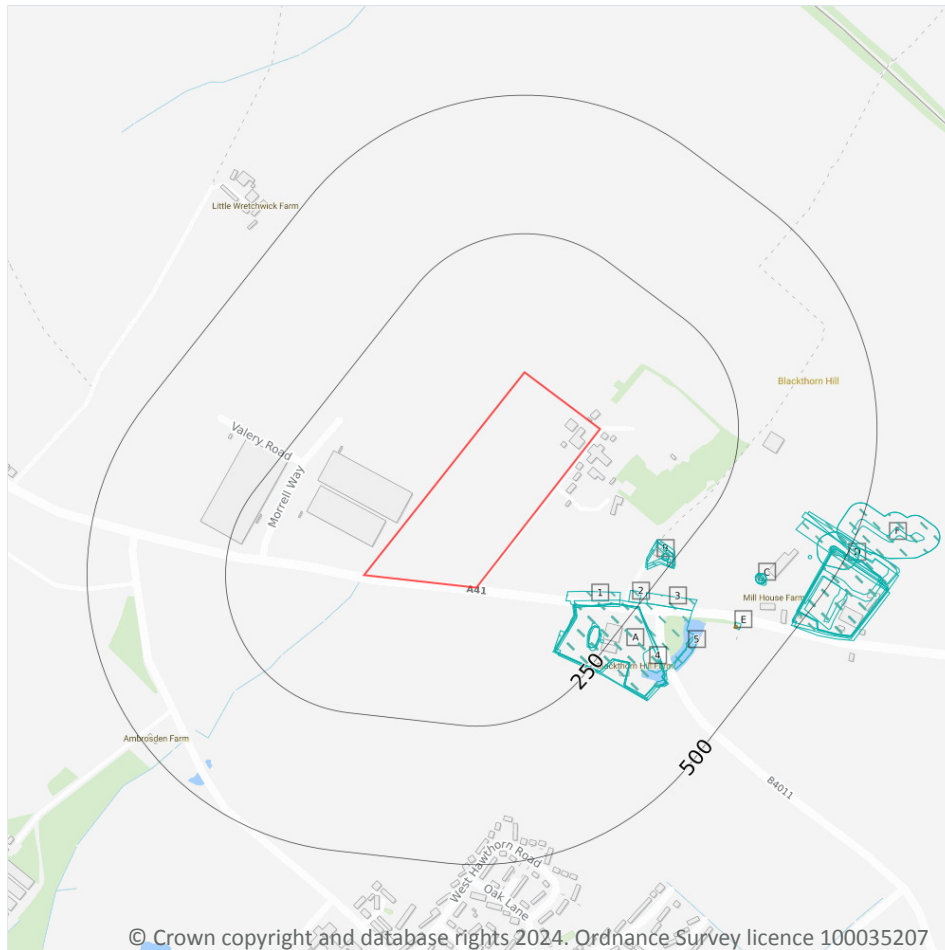 Little Wretchwick Farm
Blackthorn Hill
Valery Road
Morrell Way
A41
B
F
D
C
Mill House Farm
1
2
3
E
A
4
5
Blackthorn Hill Farm
250
500
Ambrosden Farm
B4011
West Hawthorn Road
Oak Lane
© Crown copyright and database rights 2024. Ordnance Survey licence 100035207